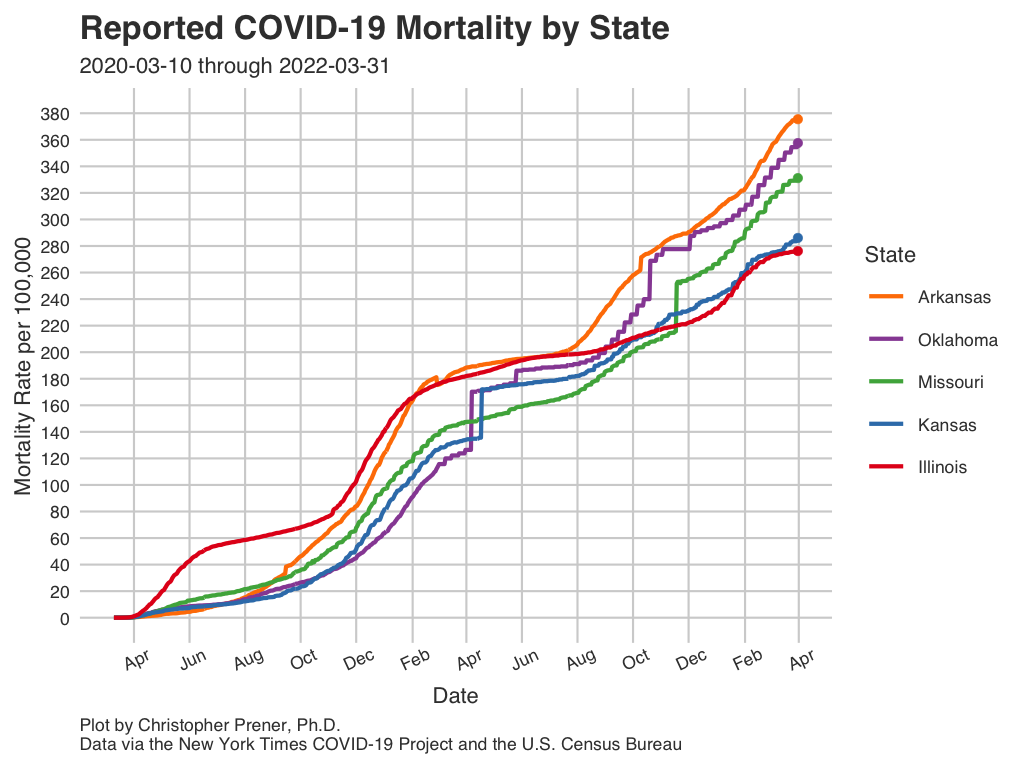 Reported COVID-19 Mortality by State
2020-03-10 through 2022-03-31
Mortality Rate per 100,000
380
360
340
320
300
280
260
240
220
200
180
160
140
120
100
80
60
40
20
0
Apr Jun Aug Oct Dec Feb Apr Jun Aug Oct Dec Feb Apr
Date
State
Arkansas
Oklahoma
Missouri
Kansas
Illinois
Plot by Christopher Prener, Ph.D.
Data via the New York Times COVID-19 Project and the U.S. Census Bureau